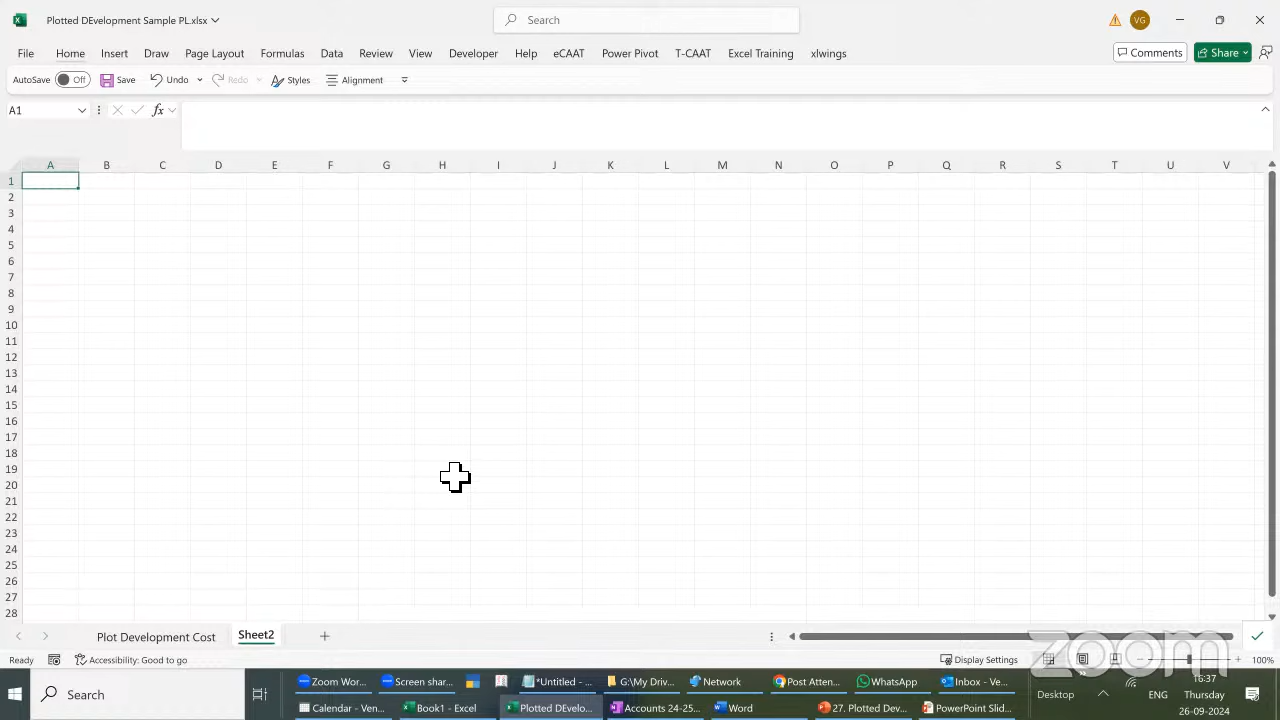 Plotted DEvelopment Sample PL.xlsx
Search
VG
File Home Insert Draw Page Layout Formulas Data Review View Developer Help eCAAT Power Pivot T-CAAT Excel Training xlwings
Comments Share
AutoSave Off Save Undo Redo Styles Alignment
A1 fx
A B C D E F G H I J K L M N O P Q R S T U V
1
2
3
4
5
6
7
8
9
10
11
12
13
14
15
16
17
18
19
20
21
22
23
24
25
26
27
28
Plot Development Cost Sheet2
Ready Accessibility: Good to go Display Settings 100%
zoom
Search
Zoom Wor... Screen shar... *Untitled - ... G:\My Driv... Network Post Atten... WhatsApp Inbox - Ve...
Calendar - Ven... Book1 - Excel Plotted DEvelo... Accounts 24-25... Word 27. Plotted Dev... PowerPoint Slid...
Desktop ENG
16:37
Thursday
26-09-2024